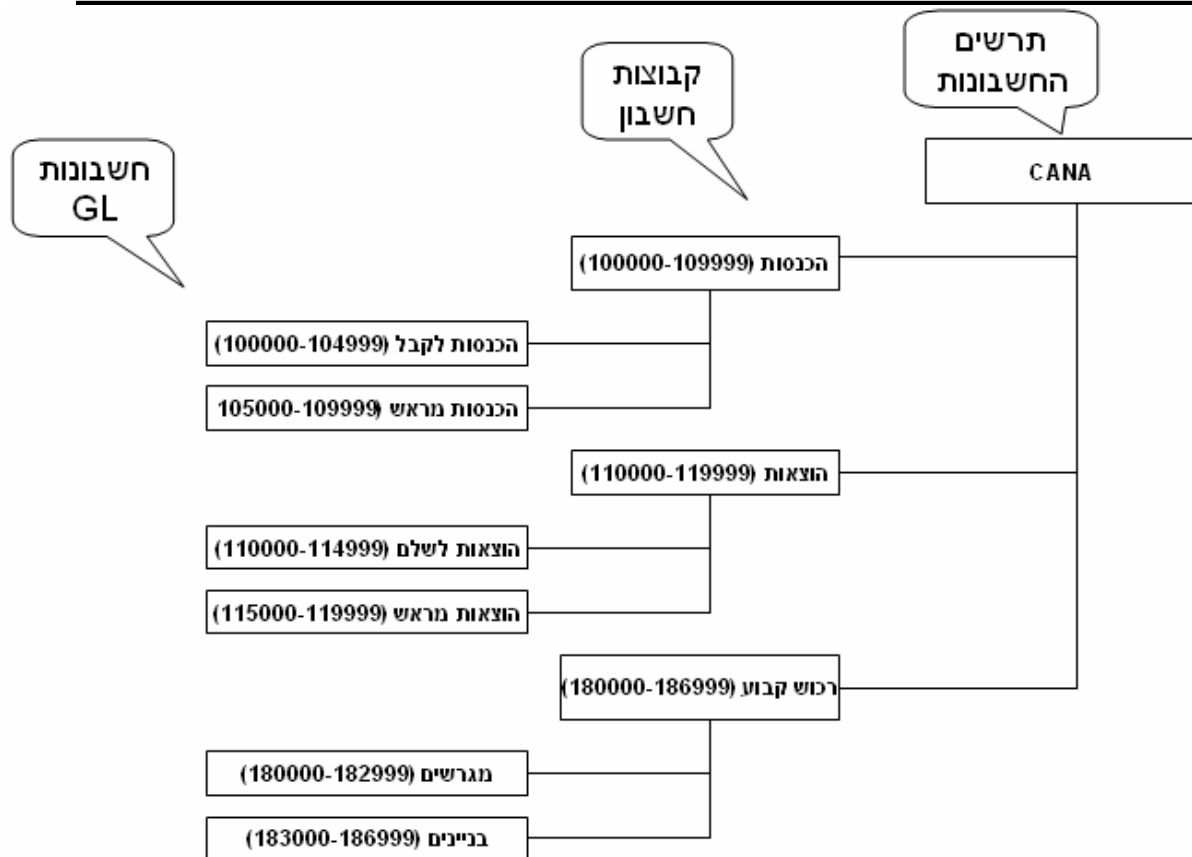 תרשים
החשבונות
קבוצות
חשבון
חשבונות
GL
CANA
הכנסות (100000-109999)
הכנסות לקבל (100000-104999)
הכנסות מראש (105000-109999
הוצאות (110000-119999)
הוצאות לשלם (110000-114999)
הוצאות מראש (115000-119999)
רכוש קבוע (180000-186999)
מגרשים (180000-182999)
בניינים (183000-186999)